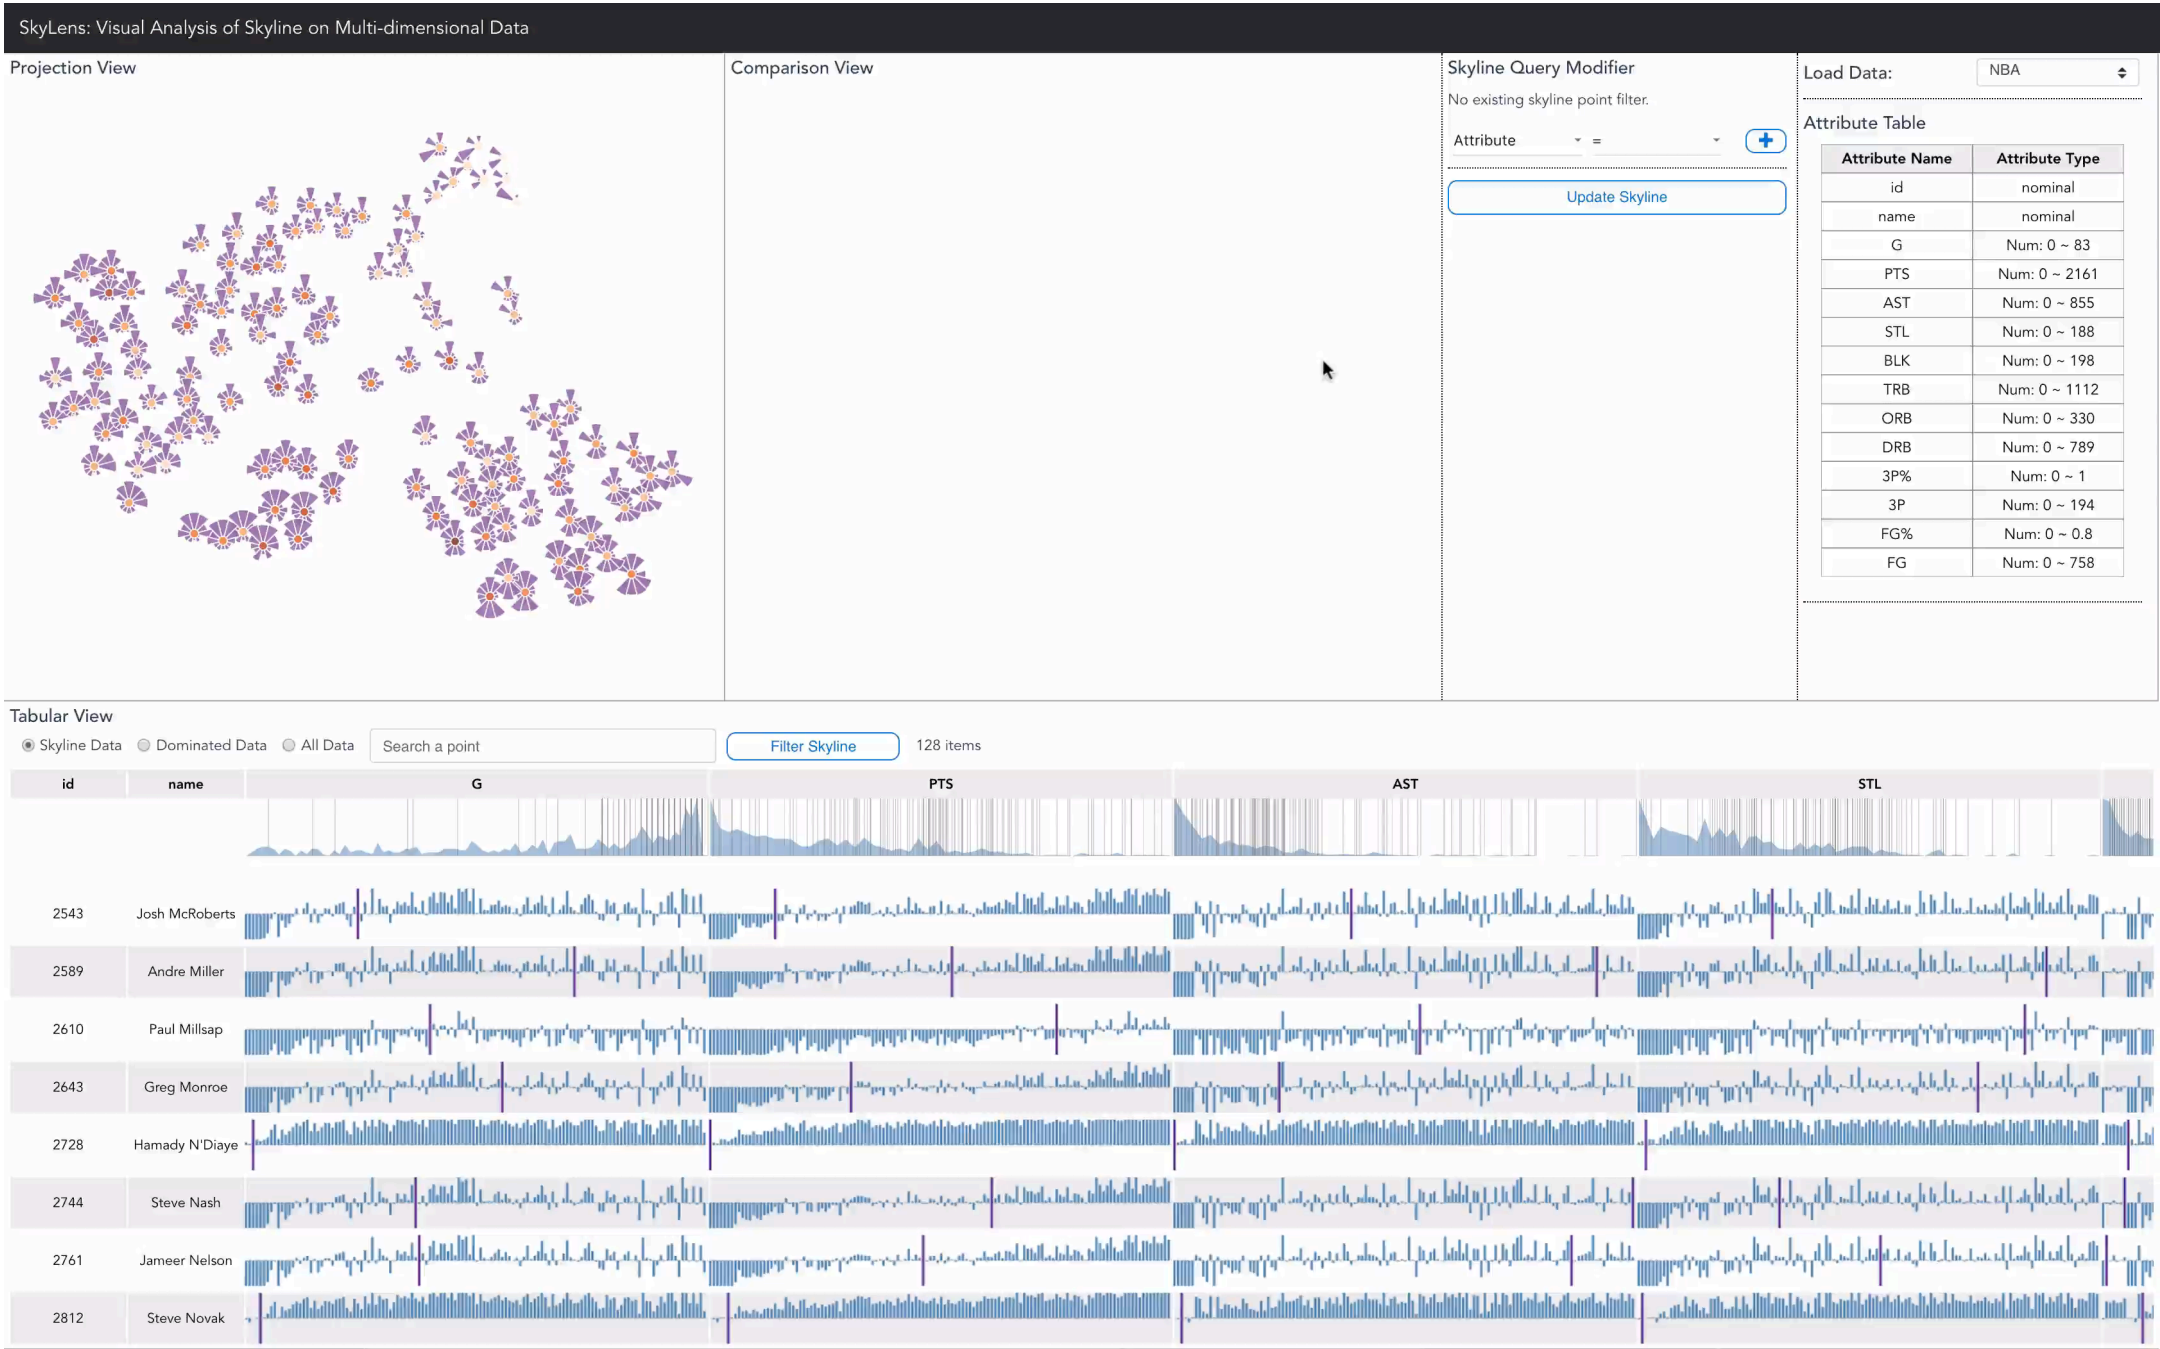 SkyLens: Visual Analysis of Skyline on Multi-dimensional Data
Projection View
Comparison View
Skyline Query Modifier
No existing skyline point filter.
Attribute =
Update Skyline
Load Data: NBA
Attribute Table
Attribute Name Attribute Type
id nominal
name nominal
G Num: 0 ~ 83
PTS Num: 0 ~ 2161
AST Num: 0 ~ 855
STL Num: 0 ~ 188
BLK Num: 0 ~ 198
TRB Num: 0 ~ 1112
ORB Num: 0 ~ 330
DRB Num: 0 ~ 789
3P% Num: 0 ~ 1
3P Num: 0 ~ 194
FG% Num: 0 ~ 0.8
FG Num: 0 ~ 758
Tabular View
Skyline Data Dominated Data All Data Search a point Filter Skyline 128 items
id name G PTS AST STL
2543 Josh McRoberts
2589 Andre Miller
2610 Paul Millsap
2643 Greg Monroe
2728 Hamady N'Diaye
2744 Steve Nash
2761 Jameer Nelson
2812 Steve Novak